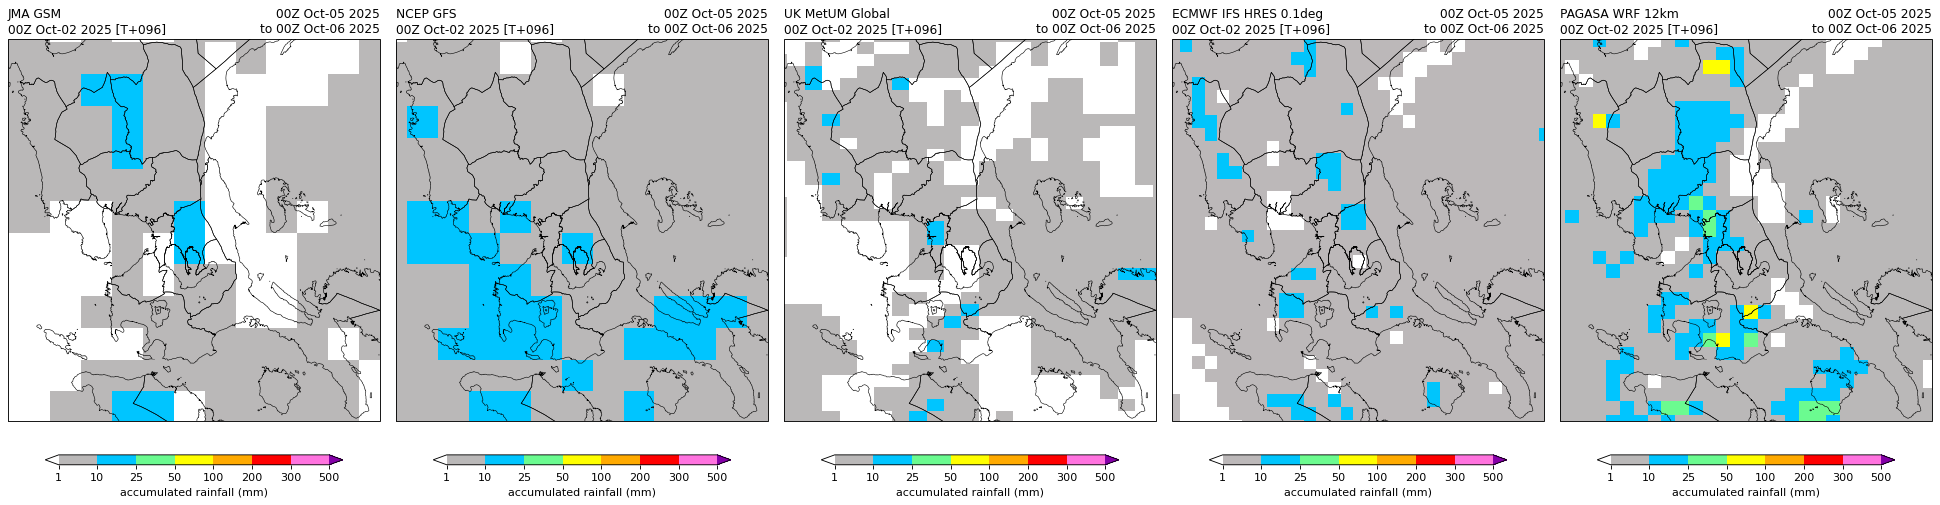 JMA GSM
00Z Oct-05 2025
00Z Oct-02 2025 [T+096]
to 00Z Oct-06 2025
NCEP GFS
00Z Oct-05 2025
00Z Oct-02 2025 [T+096]
to 00Z Oct-06 2025
UK MetUM Global
00Z Oct-05 2025
00Z Oct-02 2025 [T+096]
to 00Z Oct-06 2025
ECMWF IFS HRES 0.1deg
00Z Oct-05 2025
00Z Oct-02 2025 [T+096]
to 00Z Oct-06 2025
PAGASA WRF 12km
00Z Oct-05 2025
00Z Oct-02 2025 [T+096]
to 00Z Oct-06 2025
1 10 25 50 100 200 300 500
accumulated rainfall (mm)
1 10 25 50 100 200 300 500
accumulated rainfall (mm)
1 10 25 50 100 200 300 500
accumulated rainfall (mm)
1 10 25 50 100 200 300 500
accumulated rainfall (mm)
1 10 25 50 100 200 300 500
accumulated rainfall (mm)